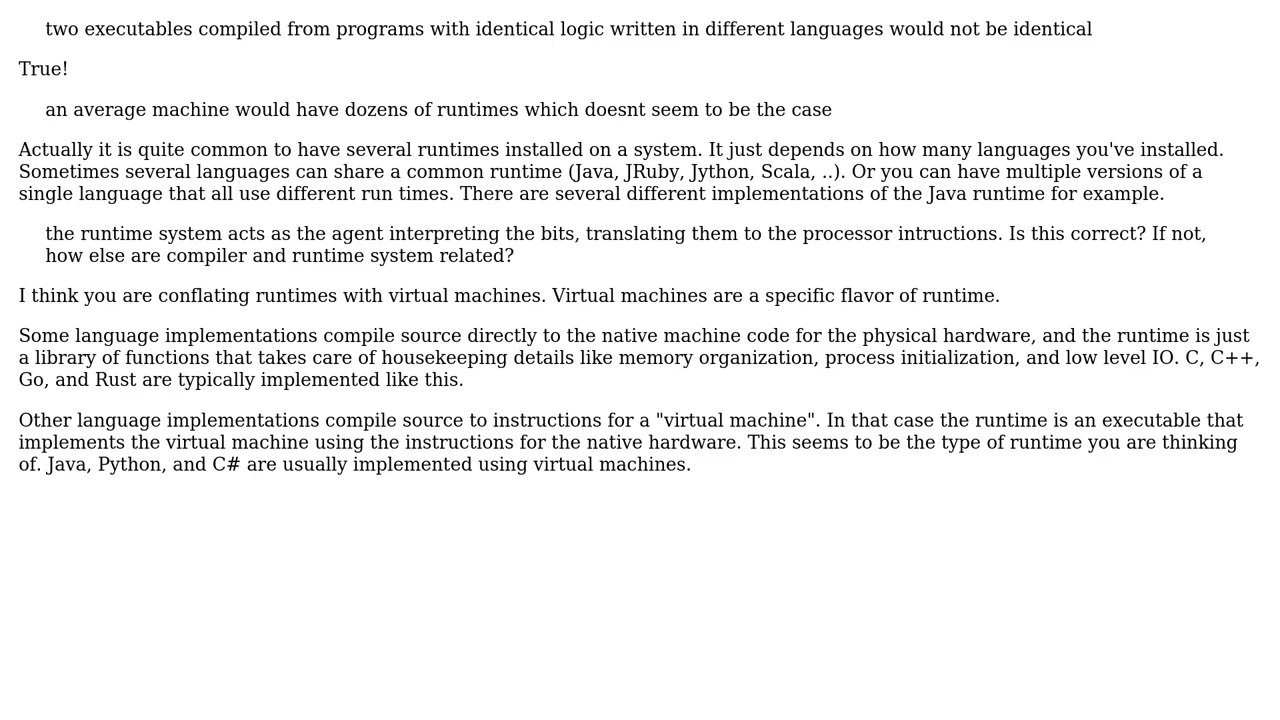 two executables compiled from programs with identical logic written in different languages would not be identical
True!
an average machine would have dozens of runtimes which doesnt seem to be the case
Actually it is quite common to have several runtimes installed on a system. It just depends on how many languages you've installed.
Sometimes several languages can share a common runtime (Java, JRuby, Jython, Scala, ..). Or you can have multiple versions of a
single language that all use different run times. There are several different implementations of the Java runtime for example.
the runtime system acts as the agent interpreting the bits, translating them to the processor intructions. Is this correct? If not,
how else are compiler and runtime system related?
I think you are conflating runtimes with virtual machines. Virtual machines are a specific flavor of runtime.
Some language implementations compile source directly to the native machine code for the physical hardware, and the runtime is just
a library of functions that takes care of housekeeping details like memory organization, process initialization, and low level IO. C, C++,
Go, and Rust are typically implemented like this.
Other language implementations compile source to instructions for a "virtual machine". In that case the runtime is an executable that
implements the virtual machine using the instructions for the native hardware. This seems to be the type of runtime you are thinking
of. Java, Python, and C# are usually implemented using virtual machines.